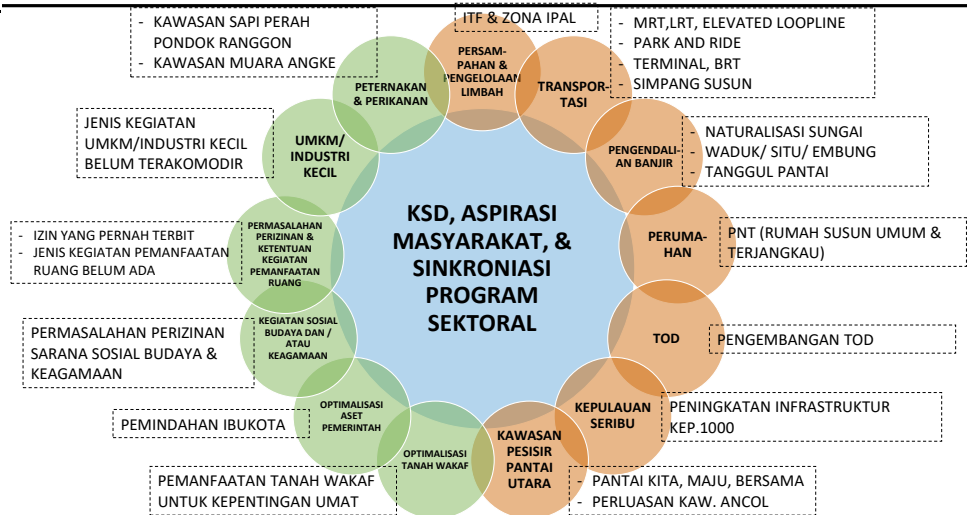 ITF & ZONA IPAL
- KAWASAN SAPI PERAH
PONDOK RANGGON
- KAWASAN MUARA ANGKE
- MRT,LRT, ELEVATED LOOPLINE
- PARK AND RIDE
- TERMINAL, BRT
- SIMPANG SUSUN
PERSAM-
PAHAN &
PENGELOLAAN
LIMBAH
PETERNAKAN
& PERIKANAN
TRANSPOR-
TASI
JENIS KEGIATAN
UMKM/INDUSTRI KECIL
BELUM TERAKOMODIR
UMKM/
INDUSTRI
KECIL
PENGENDALI-
AN BANJIR
- NATURALISASI SUNGAI
- WADUK/ SITU/ EMBUNG
- TANGGUL PANTAI
KSD, ASPIRASI
MASYARAKAT, &
SINKRONIASI
PROGRAM
SEKTORAL
- IZIN YANG PERNAH TERBIT
- JENIS KEGIATAN PEMANFAATAN
RUANG BELUM ADA
PERMASALAHAN
PERIZINAN &
KETENTUAN
KEGIATAN
PEMANFAATAN
RUANG
PERUMA-
HAN
PNT (RUMAH SUSUN UMUM &
TERJANGKAU)
PERMASALAHAN PERIZINAN
SARANA SOSIAL BUDAYA &
KEAGAMAAN
KEGIATAN SOSIAL
BUDAYA DAN /
ATAU
KEAGAMAAN
TOD
PENGEMBANGAN TOD
PEMINDAHAN IBUKOTA
OPTIMALISASI
ASET
PEMERINTAH
KEPULAUAN
SERIBU
PENINGKATAN INFRASTRUKTUR
KEP.1000
PEMANFAATAN TANAH WAKAF
UNTUK KEPENTINGAN UMAT
OPTIMALISASI
TANAH WAKAF
KAWASAN
PESISIR
PANTAI
UTARA
- PANTAI KITA, MAJU, BERSAMA
- PERLUASAN KAW. ANCOL